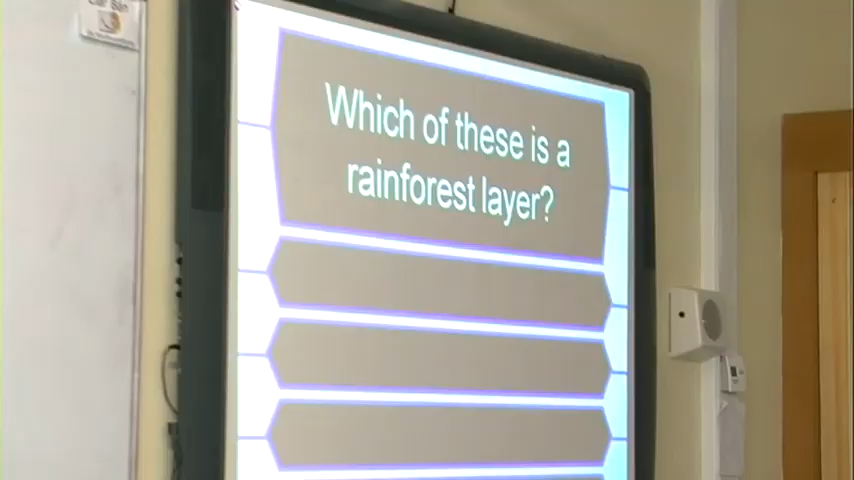 Which of these is a
rainforest layer?